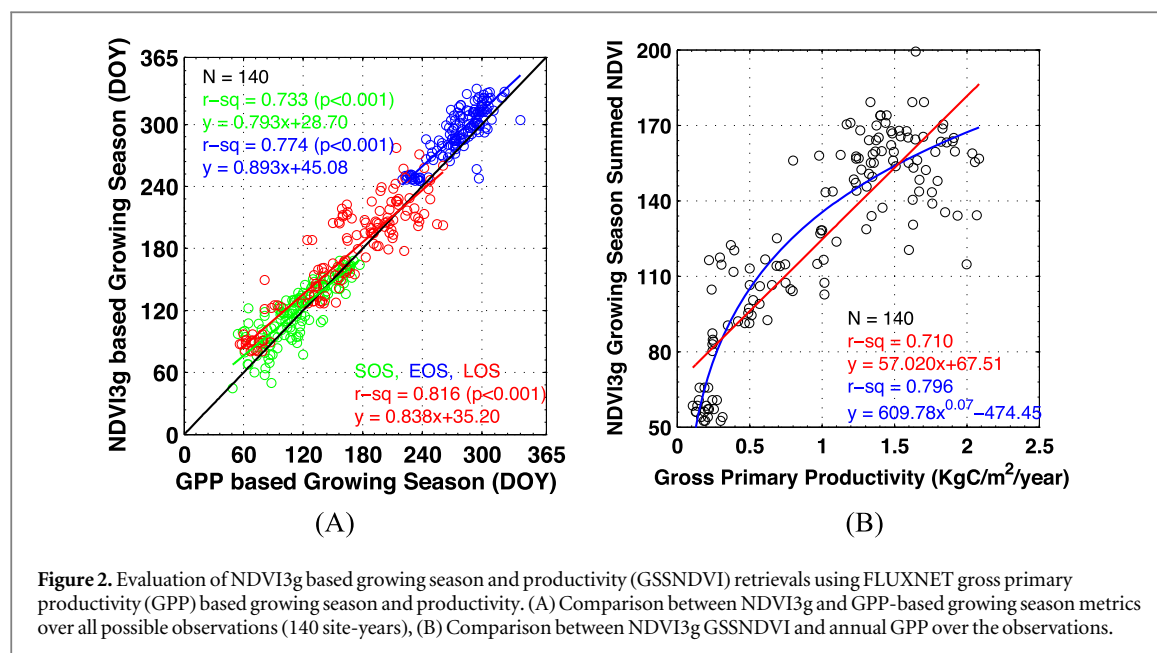 365
300
240
180
120
60
0
NDVI3g based Growing Season (DOY)
N = 140
r-sq = 0.733 (p<0.001)
y = 0.793x+28.70
r-sq = 0.774 (p<0.001)
y = 0.893x+45.08
SOS, EOS, LOS
r-sq = 0.816 (p<0.001)
y = 0.838x+35.20
0 60 120 180 240 300 365
GPP based Growing Season (DOY)
(A)
200
170
140
110
80
50
NDVI3g Growing Season Summed NDVI
N = 140
r-sq = 0.710
y = 57.020x+67.51
r-sq = 0.796
y = 609.78x^0.07-474.45
0 0.5 1 1.5 2 2.5
Gross Primary Productivity (KgC/m²/year)
(B)
Figure 2. Evaluation of NDVI3g based growing season and productivity (GSSNDVI) retrievals using FLUXNET gross primary
productivity (GPP) based growing season and productivity. (A) Comparison between NDVI3g and GPP-based growing season metrics
over all possible observations (140 site-years), (B) Comparison between NDVI3g GSSNDVI and annual GPP over the observations.